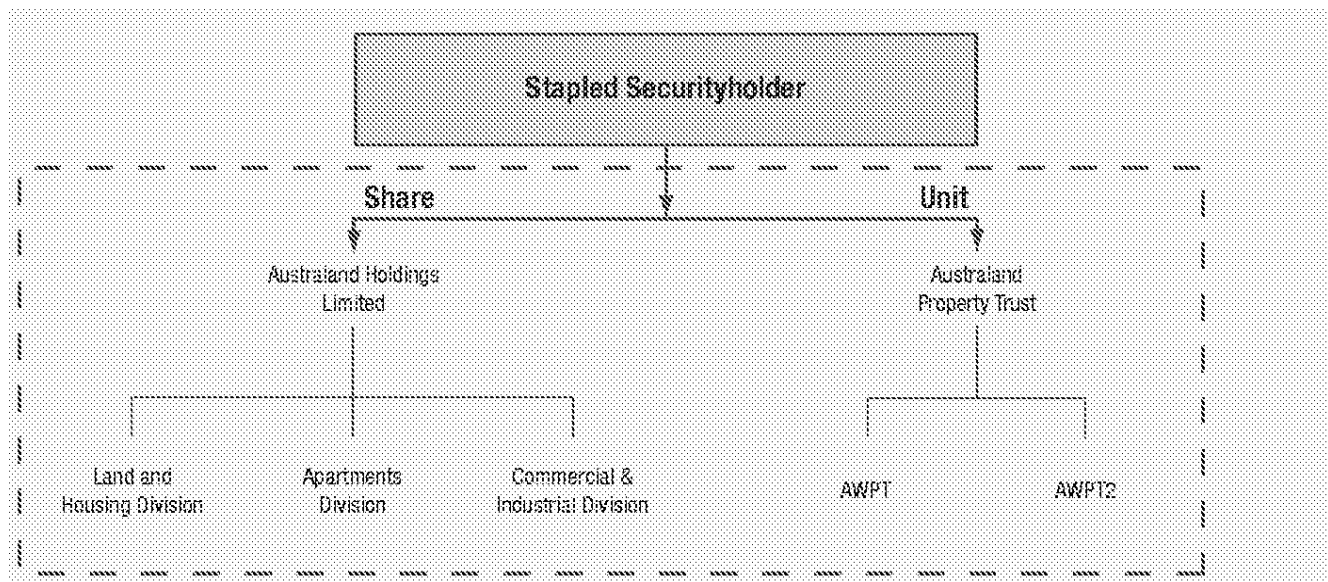 Stapled Securityholder
Share
Unit
Australand Holdings
Limited
Australand
Property Trust
Land and
Housing Division
Apartments
Division
Commercial &
Industrial Division
AWPT
AWPT2